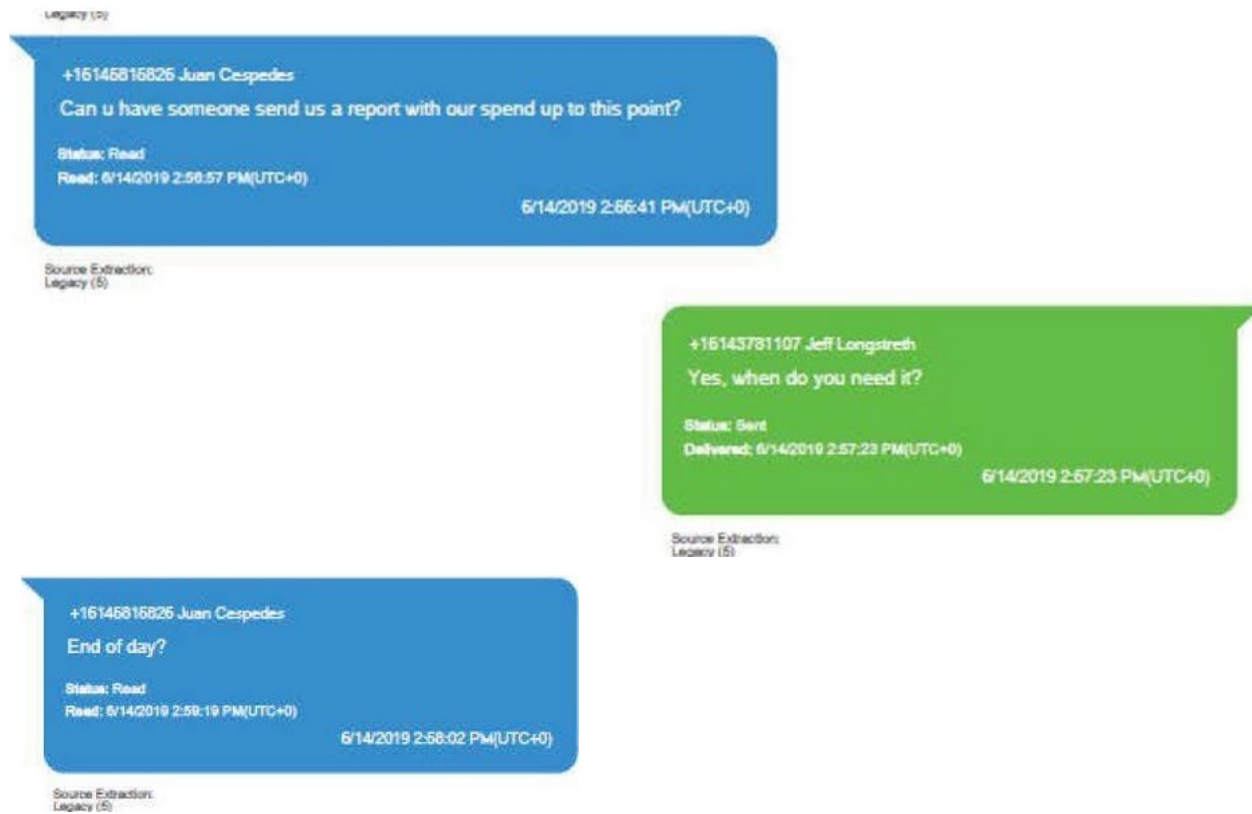 Legacy (5)
+16146816826 Juan Cespedes
Can u have someone send us a report with our spend up to this point?
Status: Read
Read: 6/14/2019 2:56:57 PM(UTC+0)
6/14/2019 2:56:41 PM(UTC+0)
Source Extraction:
Legacy (5)
+16143781107 Jeff Longstreth
Yes, when do you need it?
Status: Sent
Delivered: 6/14/2019 2:57:23 PM(UTC+0)
6/14/2019 2:57:23 PM(UTC+0)
Source Extraction:
Legacy (5)
+16146816826 Juan Cespedes
End of day?
Status: Read
Read: 6/14/2019 2:59:19 PM(UTC+0)
6/14/2019 2:58:02 PM(UTC+0)
Source Extraction:
Legacy (5)